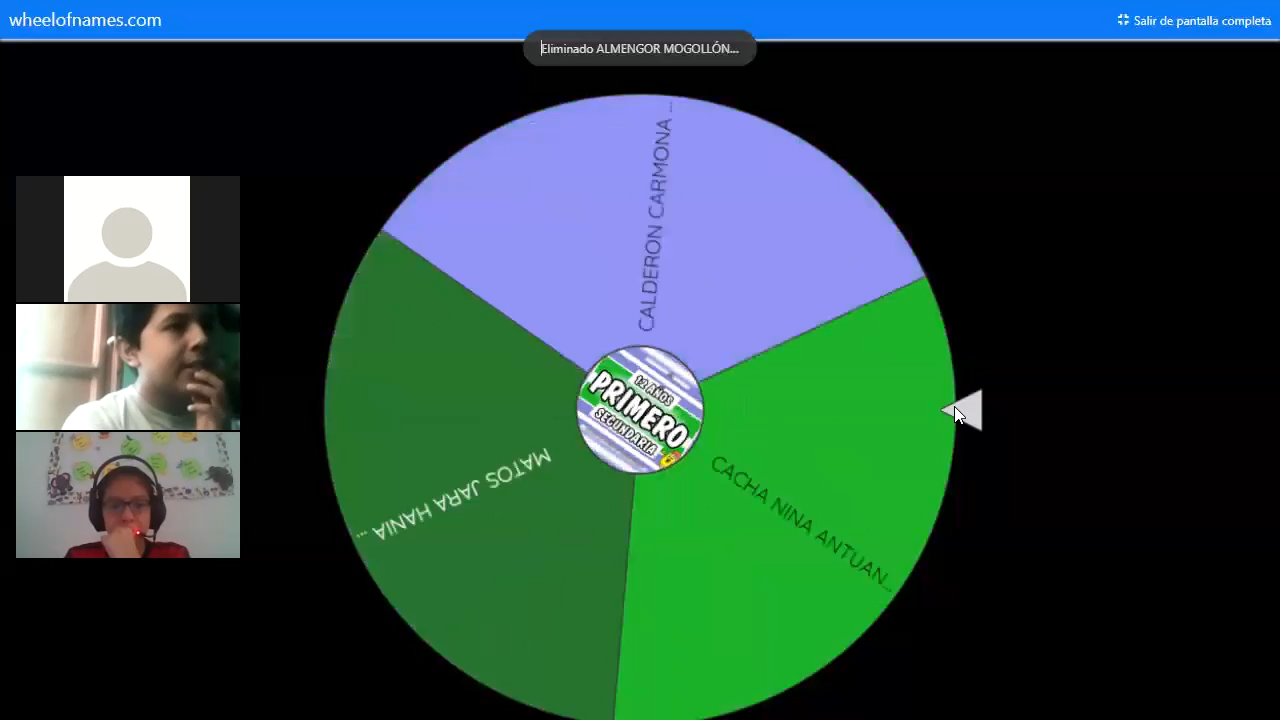 wheelofnames.com
Salir de pantalla completa
Eliminado ALMENGOR MOGOLLÓN...
CALDERON CARMONA ...
12 AÑOS
PRIMERO
SECUNDARIA
CACHA NINA ANTUAN...
MATOS JARA HANIA ...